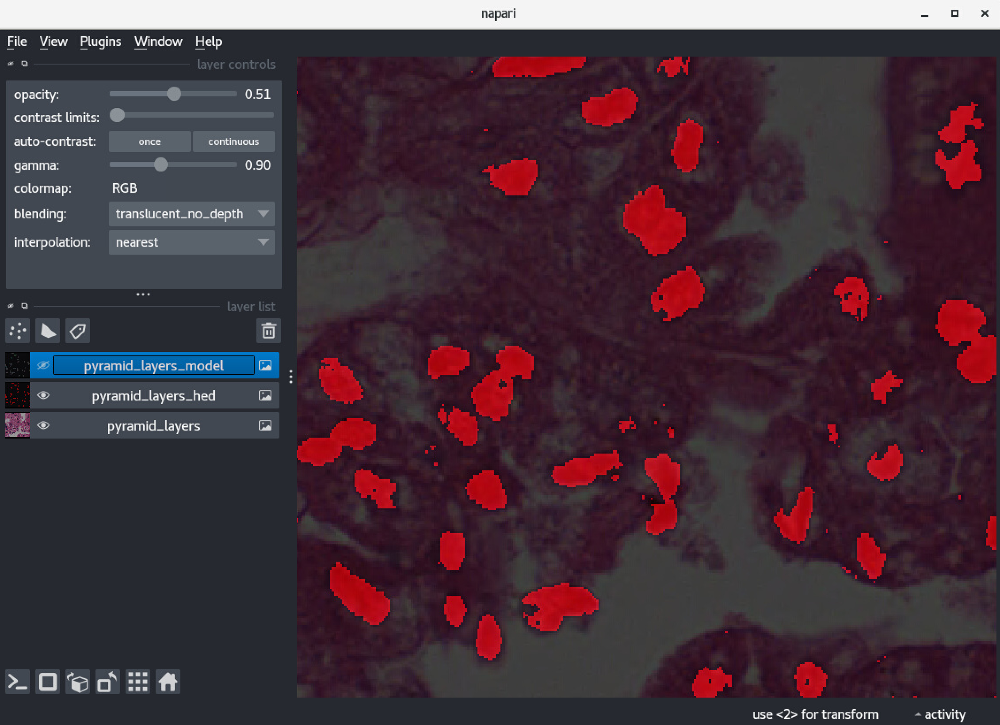 napari
File View Plugins Window Help
layer controls
opacity: 0.51
contrast limits:
auto-contrast: once continuous
gamma: 0.90
colormap: RGB
blending: translucent_no_depth
interpolation: nearest
layer list
pyramid_layers_model
pyramid_layers_hed
pyramid_layers
use <2> for transform activity